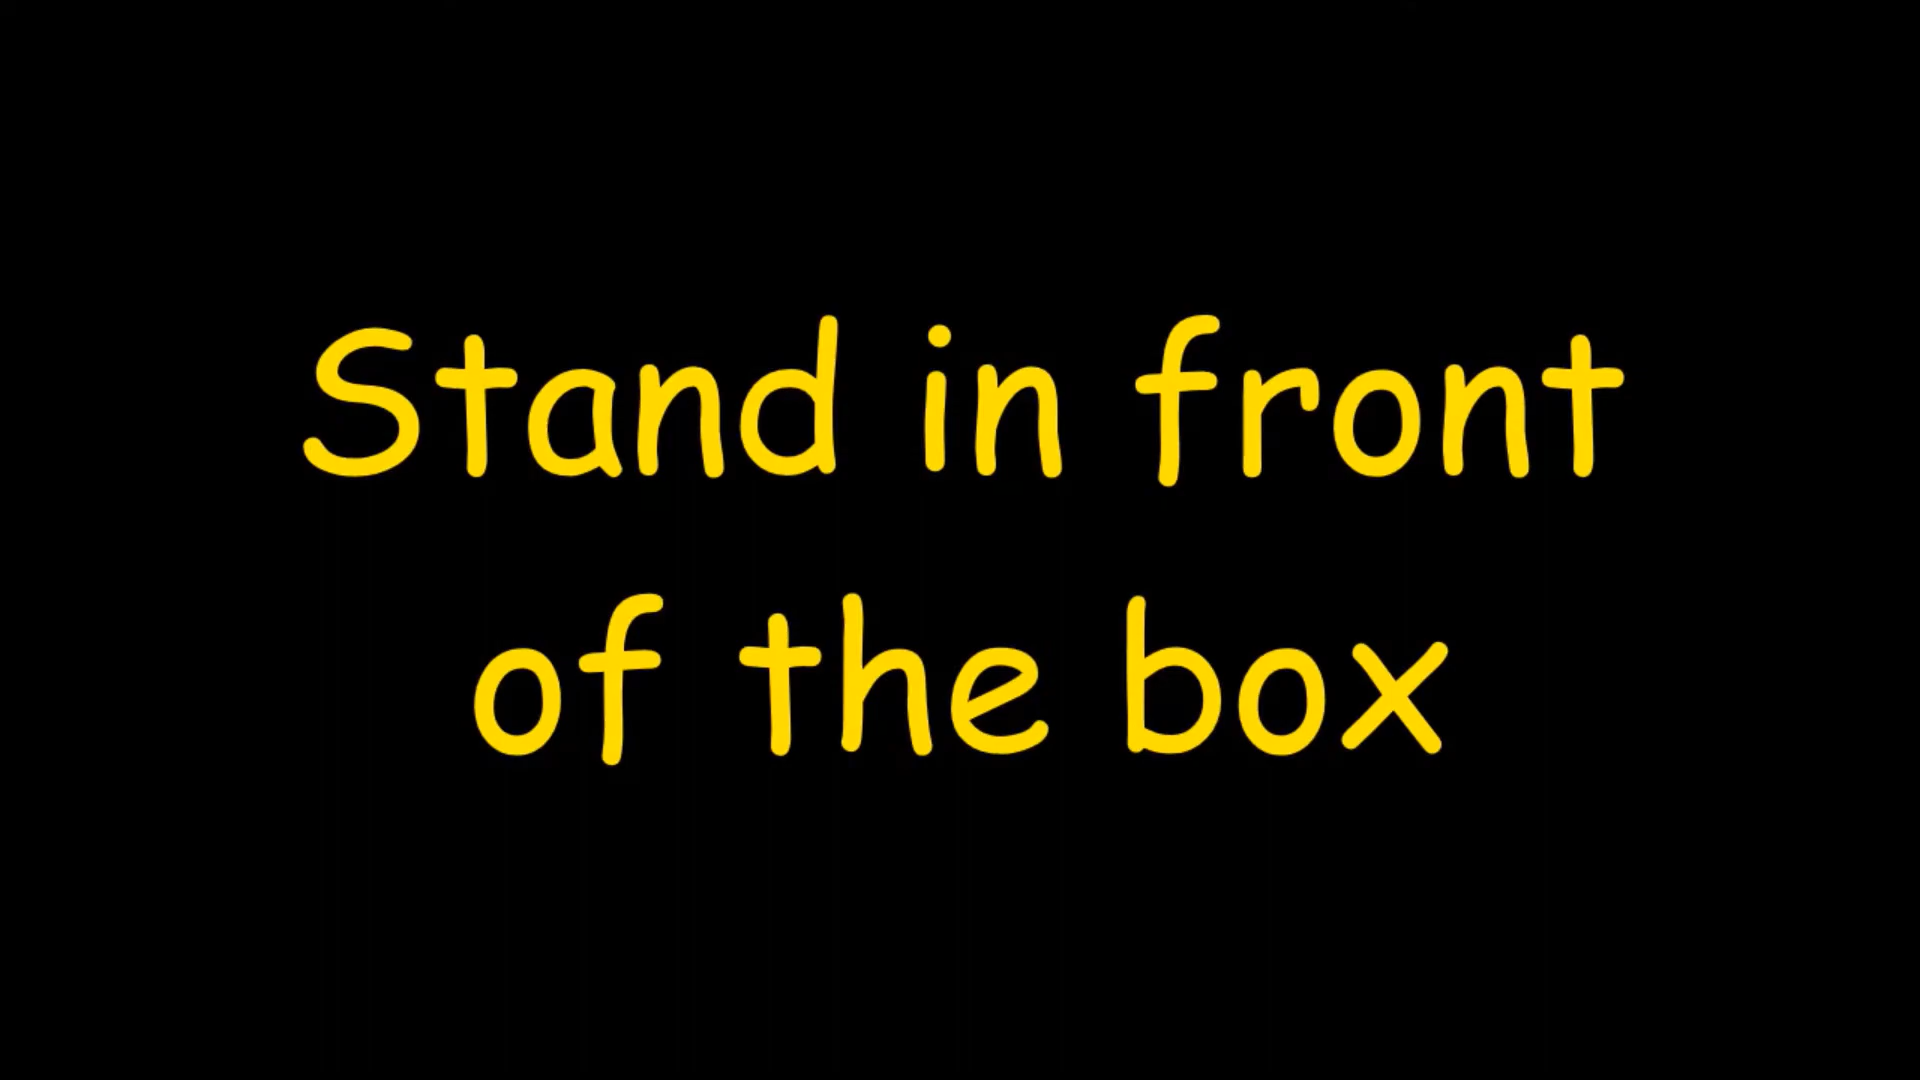 Stand in front
of the box